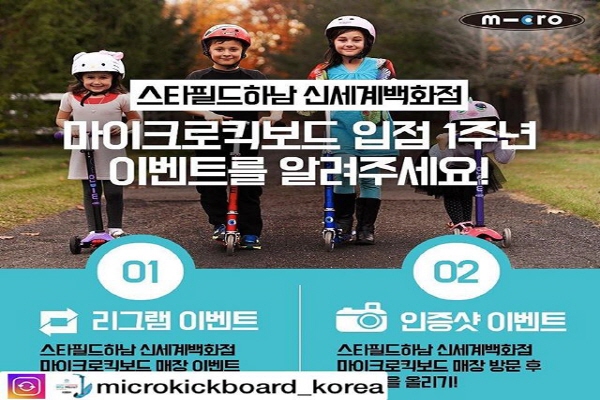 micro
스타필드하남 신세계백화점
마이크로킥보드 입점 1주년
이벤트를 알려주세요!
01
리그램 이벤트
스타필드하남 신세계백화점
마이크로킥보드 매장 이벤트
02
인증샷 이벤트
스타필드하남 신세계백화점
마이크로킥보드 매장 방문 후
을 올리기!
microkickboard_korea